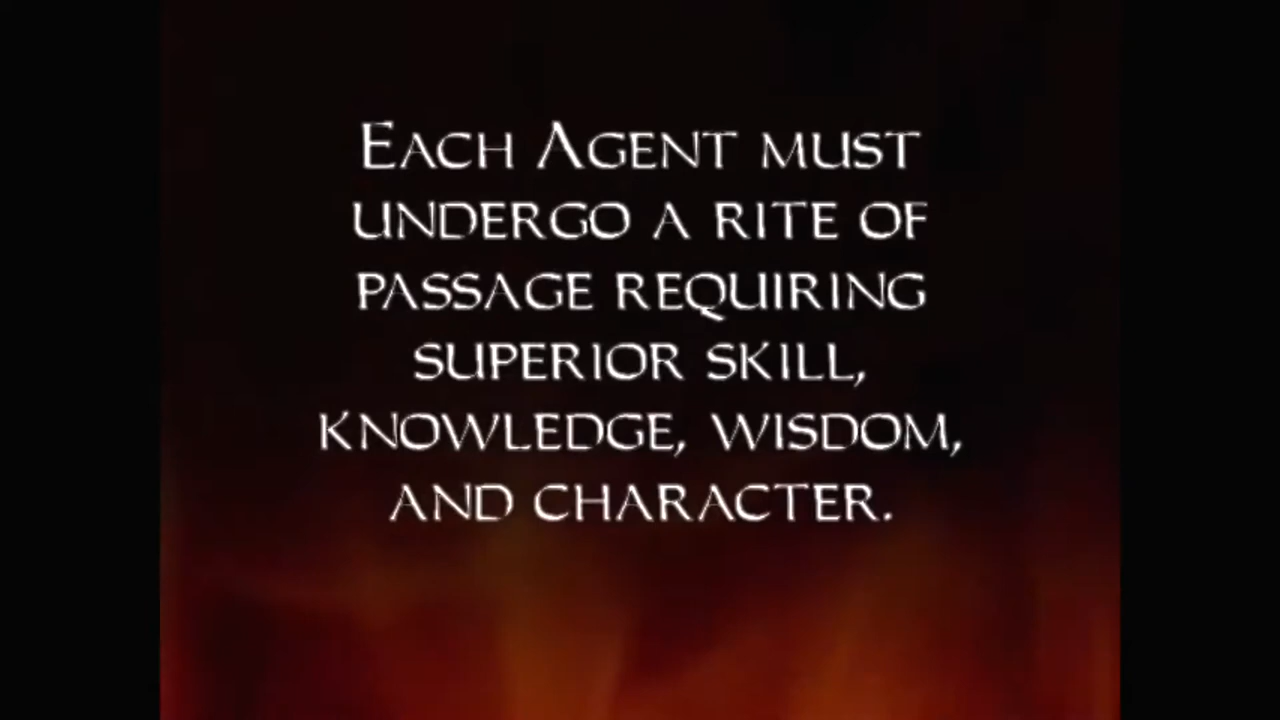 Each Agent must
undergo a rite of
passage requiring
superior skill,
knowledge, wisdom,
and character.